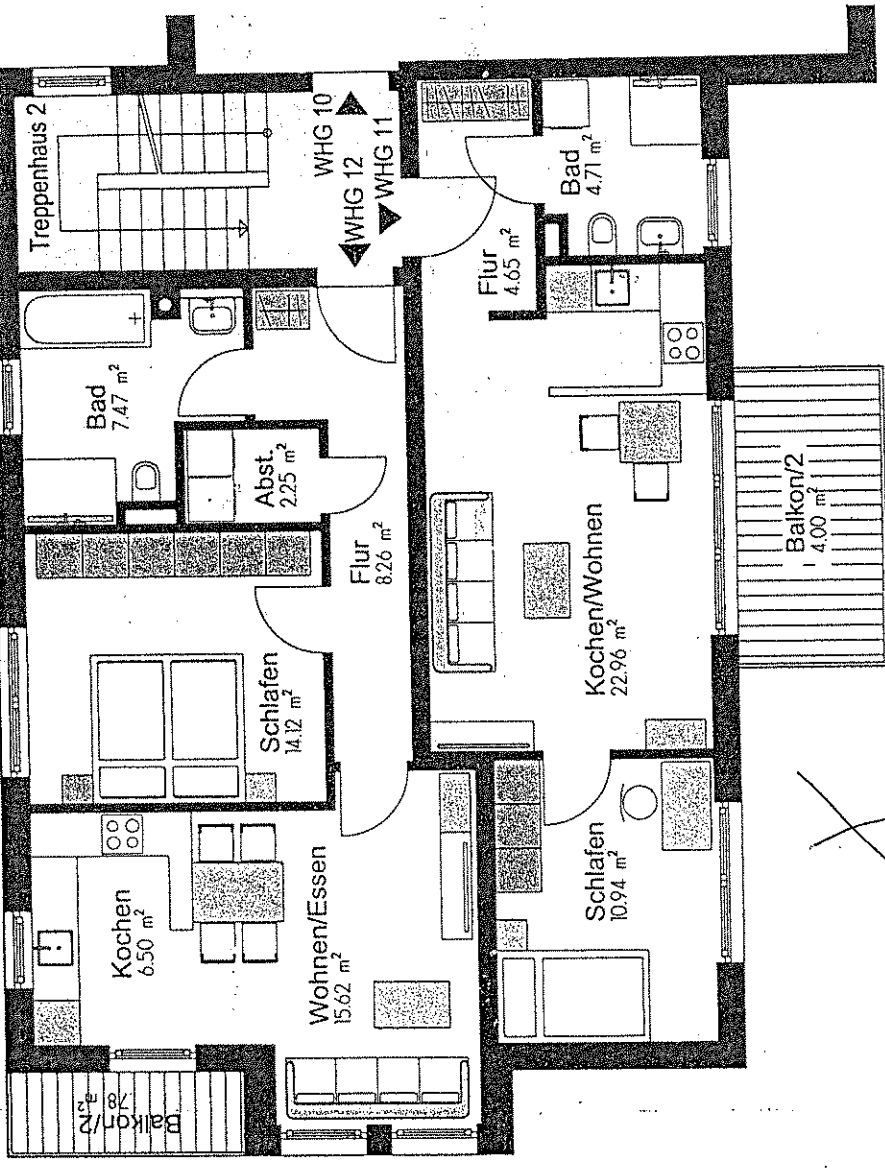 Treppenhaus 2
WHG 10
WHG 12
WHG 11
Bad
7.47 m²
Abst.
2.25 m²
Flur
8.26 m²
Schlafen
14.12 m²
Kochen
6.50 m²
Wohnen/Essen
15.62 m²
Balkon/2
Bad
4.71 m²
Flur
4.65 m²
Kochen/Wohnen
22.96 m²
Schlafen
10.94 m²
Balkon/2
4.00 m²